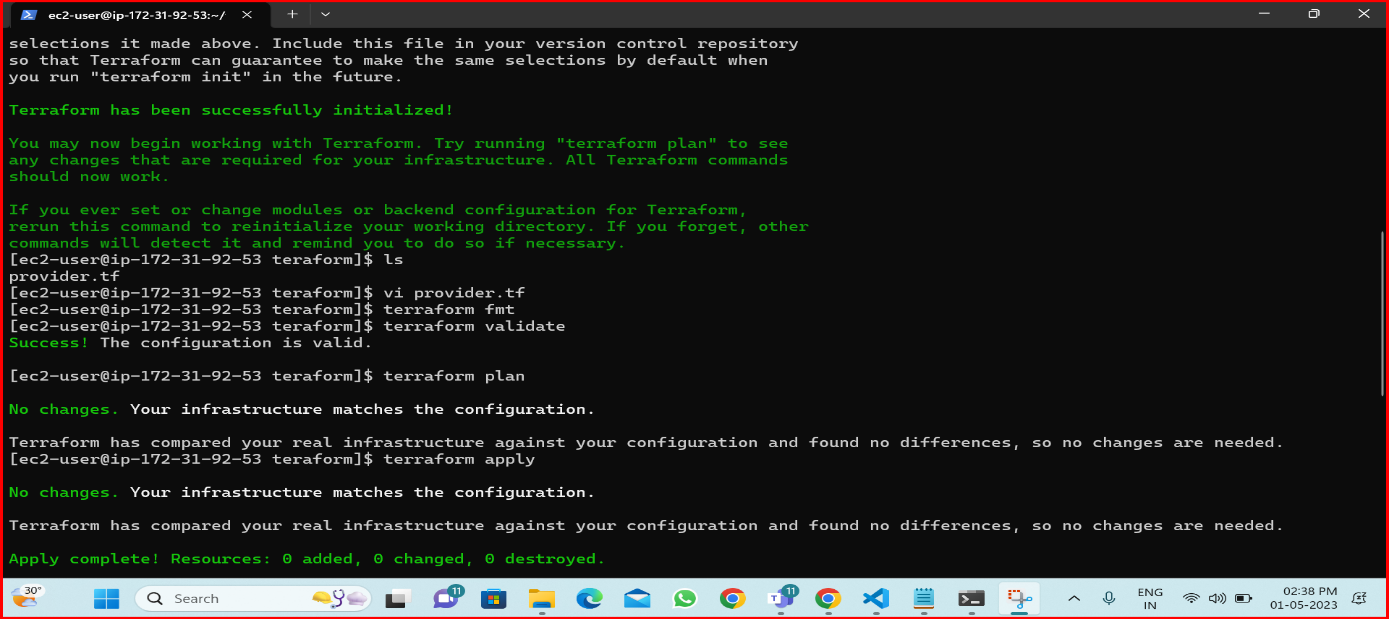 ec2-user@ip-172-31-92-53:~/
selections it made above. Include this file in your version control repository
so that Terraform can guarantee to make the same selections by default when
you run "terraform init" in the future.
Terraform has been successfully initialized!
You may now begin working with Terraform. Try running "terraform plan" to see
any changes that are required for your infrastructure. All Terraform commands
should now work.
If you ever set or change modules or backend configuration for Terraform,
rerun this command to reinitialize your working directory. If you forget, other
commands will detect it and remind you to do so if necessary.
[ec2-user@ip-172-31-92-53 teraform]$ ls
provider.tf
[ec2-user@ip-172-31-92-53 teraform]$ vi provider.tf
[ec2-user@ip-172-31-92-53 teraform]$ terraform fmt
[ec2-user@ip-172-31-92-53 teraform]$ terraform validate
Success! The configuration is valid.
[ec2-user@ip-172-31-92-53 teraform]$ terraform plan
No changes. Your infrastructure matches the configuration.
Terraform has compared your real infrastructure against your configuration and found no differences, so no changes are needed.
[ec2-user@ip-172-31-92-53 teraform]$ terraform apply
No changes. Your infrastructure matches the configuration.
Terraform has compared your real infrastructure against your configuration and found no differences, so no changes are needed.
Apply complete! Resources: 0 added, 0 changed, 0 destroyed.
30°
Search
11
11
ENG
IN
02:38 PM
01-05-2023